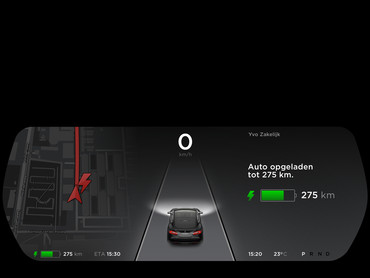 0
km/h
Yvo Zakelijk
Auto opgeladen
tot 275 km.
275 km
275 km
ETA 15:30
15:20
23°C
P R N D